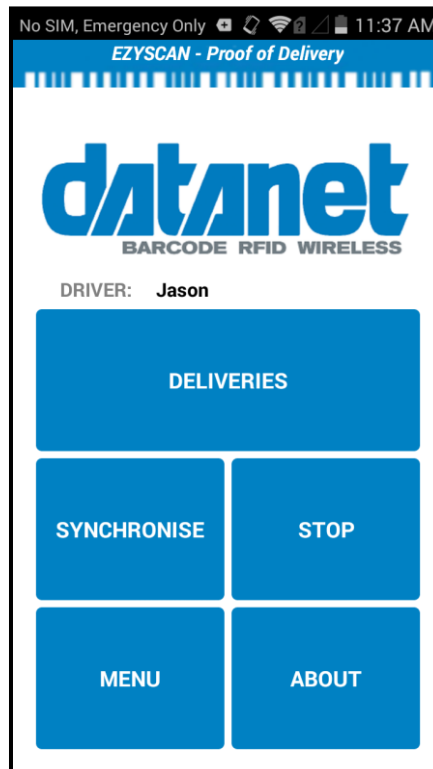 No SIM, Emergency Only 11:37 AM
EZYSCAN - Proof of Delivery
datanet
BARCODE RFID WIRELESS
DRIVER: Jason
DELIVERIES
SYNCHRONISE STOP
MENU ABOUT